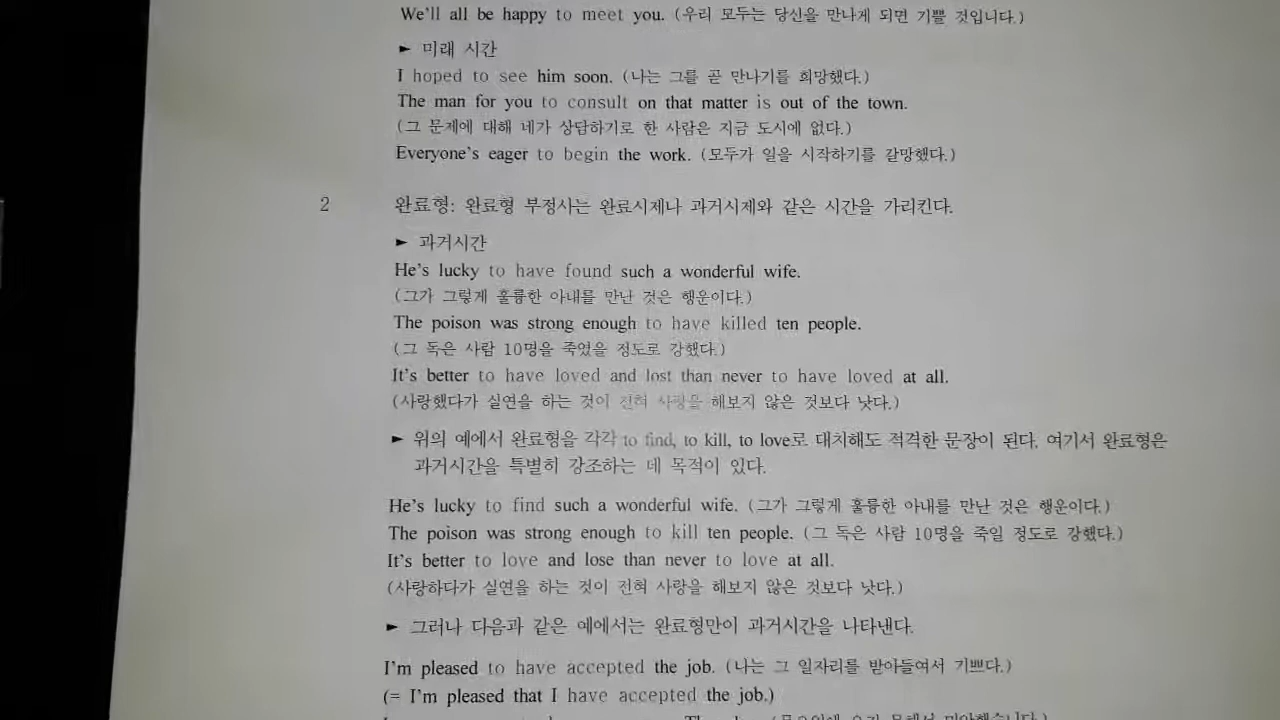 We'll all be happy to meet you. (우리 모두는 당신을 만나게 되면 기쁠 것입니다.)
► 미래 시간
I hoped to see him soon. (나는 그를 곧 만나기를 희망했다.)
The man for you to consult on that matter is out of the town.
(그 문제에 대해 네가 상담하기로 한 사람은 지금 도시에 없다.)
Everyone's eager to begin the work. (모두가 일을 시작하기를 갈망했다.)
2 완료형: 완료형 부정사는 완료시제나 과거시제와 같은 시간을 가리킨다.
► 과거시간
He's lucky to have found such a wonderful wife.
(그가 그렇게 훌륭한 아내를 만난 것은 행운이다.)
The poison was strong enough to have killed ten people.
(그 독은 사람 10명을 죽였을 정도로 강했다.)
It's better to have loved and lost than never to have loved at all.
(사랑했다가 실연을 하는 것이 전혀 사랑을 해보지 않은 것보다 낫다.)
► 위의 예에서 완료형을 각각 to find, to kill, to love로 대치해도 적격한 문장이 된다. 여기서 완료형은
과거시간을 특별히 강조하는 데 목적이 있다.
He's lucky to find such a wonderful wife. (그가 그렇게 훌륭한 아내를 만난 것은 행운이다.)
The poison was strong enough to kill ten people. (그 독은 사람 10명을 죽일 정도로 강했다.)
It's better to love and lose than never to love at all.
(사랑하다가 실연을 하는 것이 전혀 사랑을 해보지 않은 것보다 낫다.)
► 그러나 다음과 같은 예에서는 완료형만이 과거시간을 나타낸다.
I'm pleased to have accepted the job. (나는 그 일자리를 받아들여서 기쁘다.)
(= I'm pleased that I have accepted the job.)